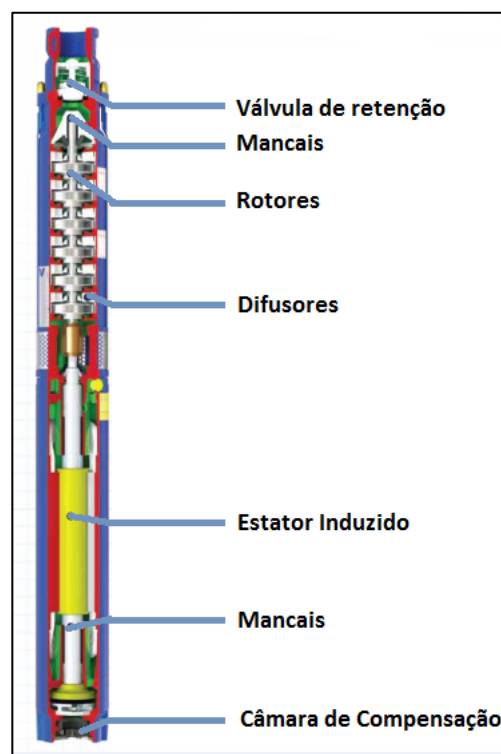 Válvula de retenção
Mancais
Rotores
Difusores
Estator Induzido
Mancais
Câmara de Compensação